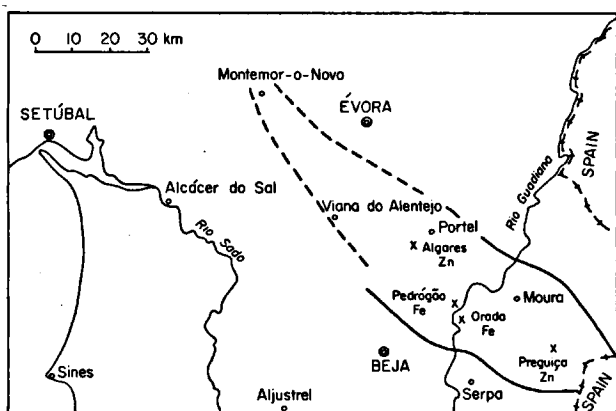 0 10 20 30 km
Montemor-o-Novo
ÉVORA
SETÚBAL
SPAIN
Rio Guadiana
Alcácer do Sal
Viana do Alentejo
Rio Sado
Portel
Algares
Zn
Pedrógão
Fe
Moura
Orada
Fe
Preguiça
Zn
BEJA
Sines
SPAIN
Serpa
Aljustrel